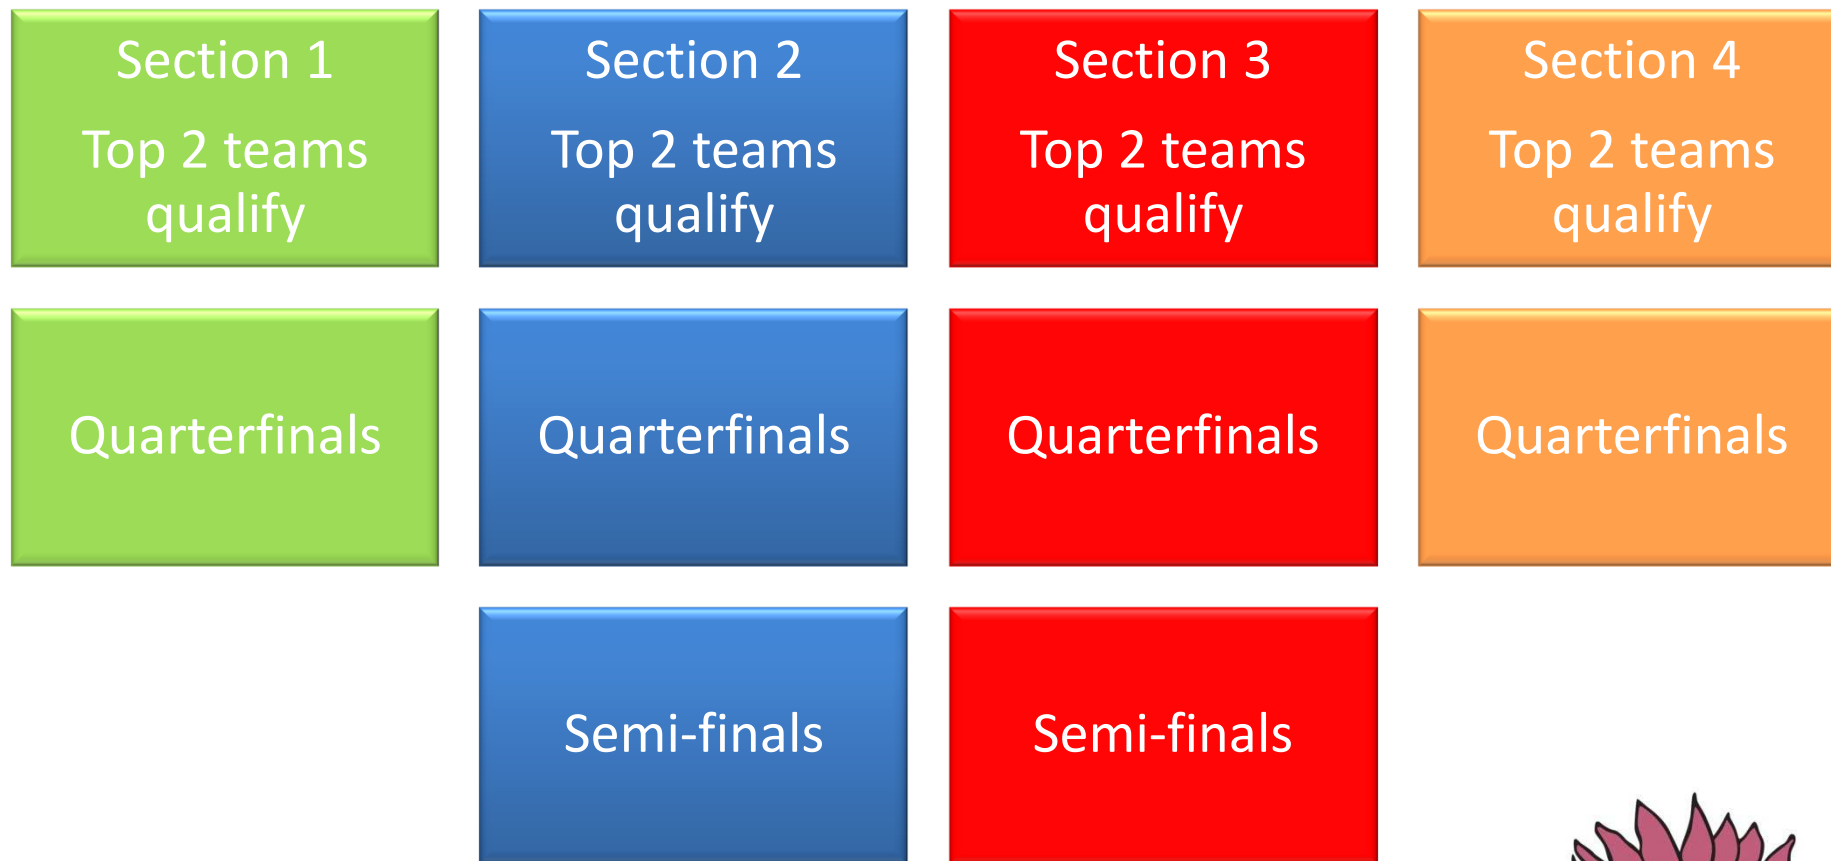 Section 1
Top 2 teams
qualify
Section 2
Top 2 teams
qualify
Section 3
Top 2 teams
qualify
Section 4
Top 2 teams
qualify
Quarterfinals
Quarterfinals
Quarterfinals
Quarterfinals
Semi-finals
Semi-finals